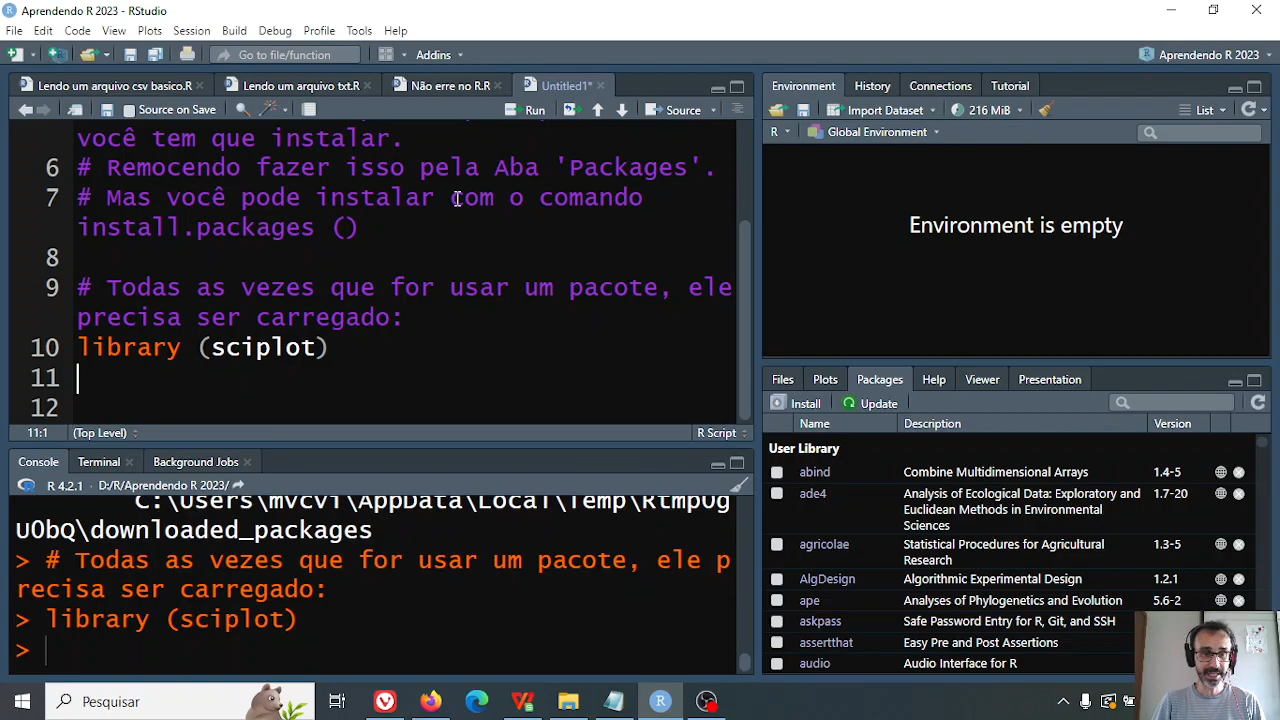 Aprendendo R 2023 - RStudio
File Edit Code View Plots Session Build Debug Profile Tools Help
Go to file/function Addins Aprendendo R 2023
Lendo um arquivo csv basico.R Lendo um arquivo txt.R Não erre no R.R Untitled1*
Source on Save Run Source
você tem que instalar.
6 # Remocendo fazer isso pela Aba 'Packages'.
7 # Mas você pode instalar com o comando
install.packages ()
8
9 # Todas as vezes que for usar um pacote, ele
precisa ser carregado:
10 library (sciplot)
11
12
11:1 (Top Level) R Script
Console Terminal Background Jobs
R 4.2.1 · D:/R/Aprendendo R 2023/
C:\Users\mvcv1\AppData\Local\Temp\RtmpUg
UObQ\downloaded_packages
> # Todas as vezes que for usar um pacote, ele p
recisa ser carregado:
> library (sciplot)
>
Environment History Connections Tutorial
Import Dataset 216 MiB List
R Global Environment
Environment is empty
Files Plots Packages Help Viewer Presentation
Install Update
Name Description Version
User Library
abind Combine Multidimensional Arrays 1.4-5
ade4 Analysis of Ecological Data: Exploratory and 1.7-20
Euclidean Methods in Environmental
Sciences
agricolae Statistical Procedures for Agricultural 1.3-5
Research
AlgDesign Algorithmic Experimental Design 1.2.1
ape Analyses of Phylogenetics and Evolution 5.6-2
askpass Safe Password Entry for R, Git, and SSH
assertthat Easy Pre and Post Assertions
audio Audio Interface for R
Pesquisar